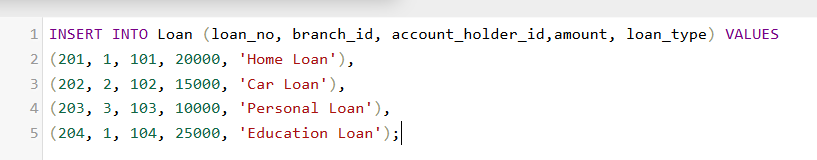 1 INSERT INTO Loan (loan_no, branch_id, account_holder_id,amount, loan_type) VALUES
2 (201, 1, 101, 20000, 'Home Loan'),
3 (202, 2, 102, 15000, 'Car Loan'),
4 (203, 3, 103, 10000, 'Personal Loan'),
5 (204, 1, 104, 25000, 'Education Loan');